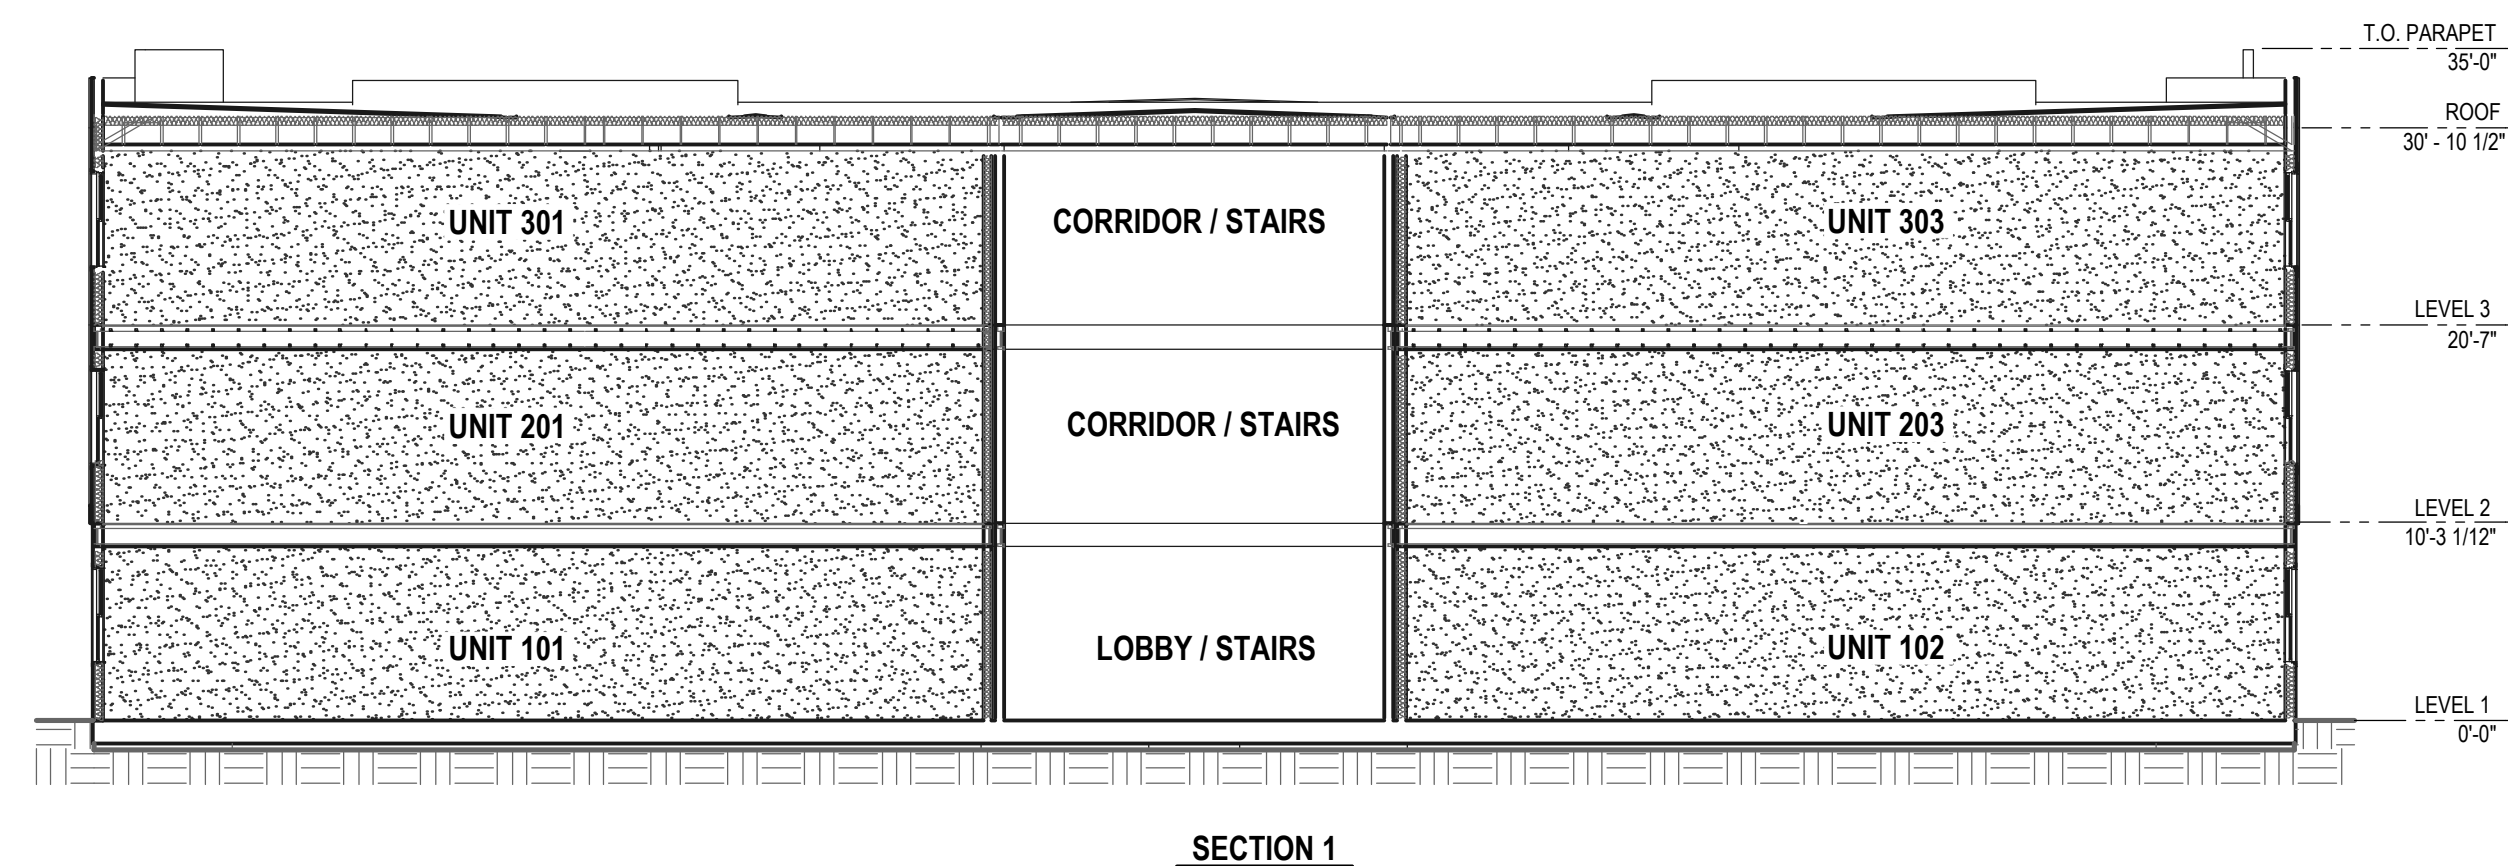 T.O. PARAPET
35'-0"
ROOF
30' - 10 1/2"
UNIT 301
CORRIDOR / STAIRS
UNIT 303
LEVEL 3
20'-7"
UNIT 201
CORRIDOR / STAIRS
UNIT 203
LEVEL 2
10'-3 1/12"
UNIT 101
LOBBY / STAIRS
UNIT 102
LEVEL 1
0'-0"
SECTION 1